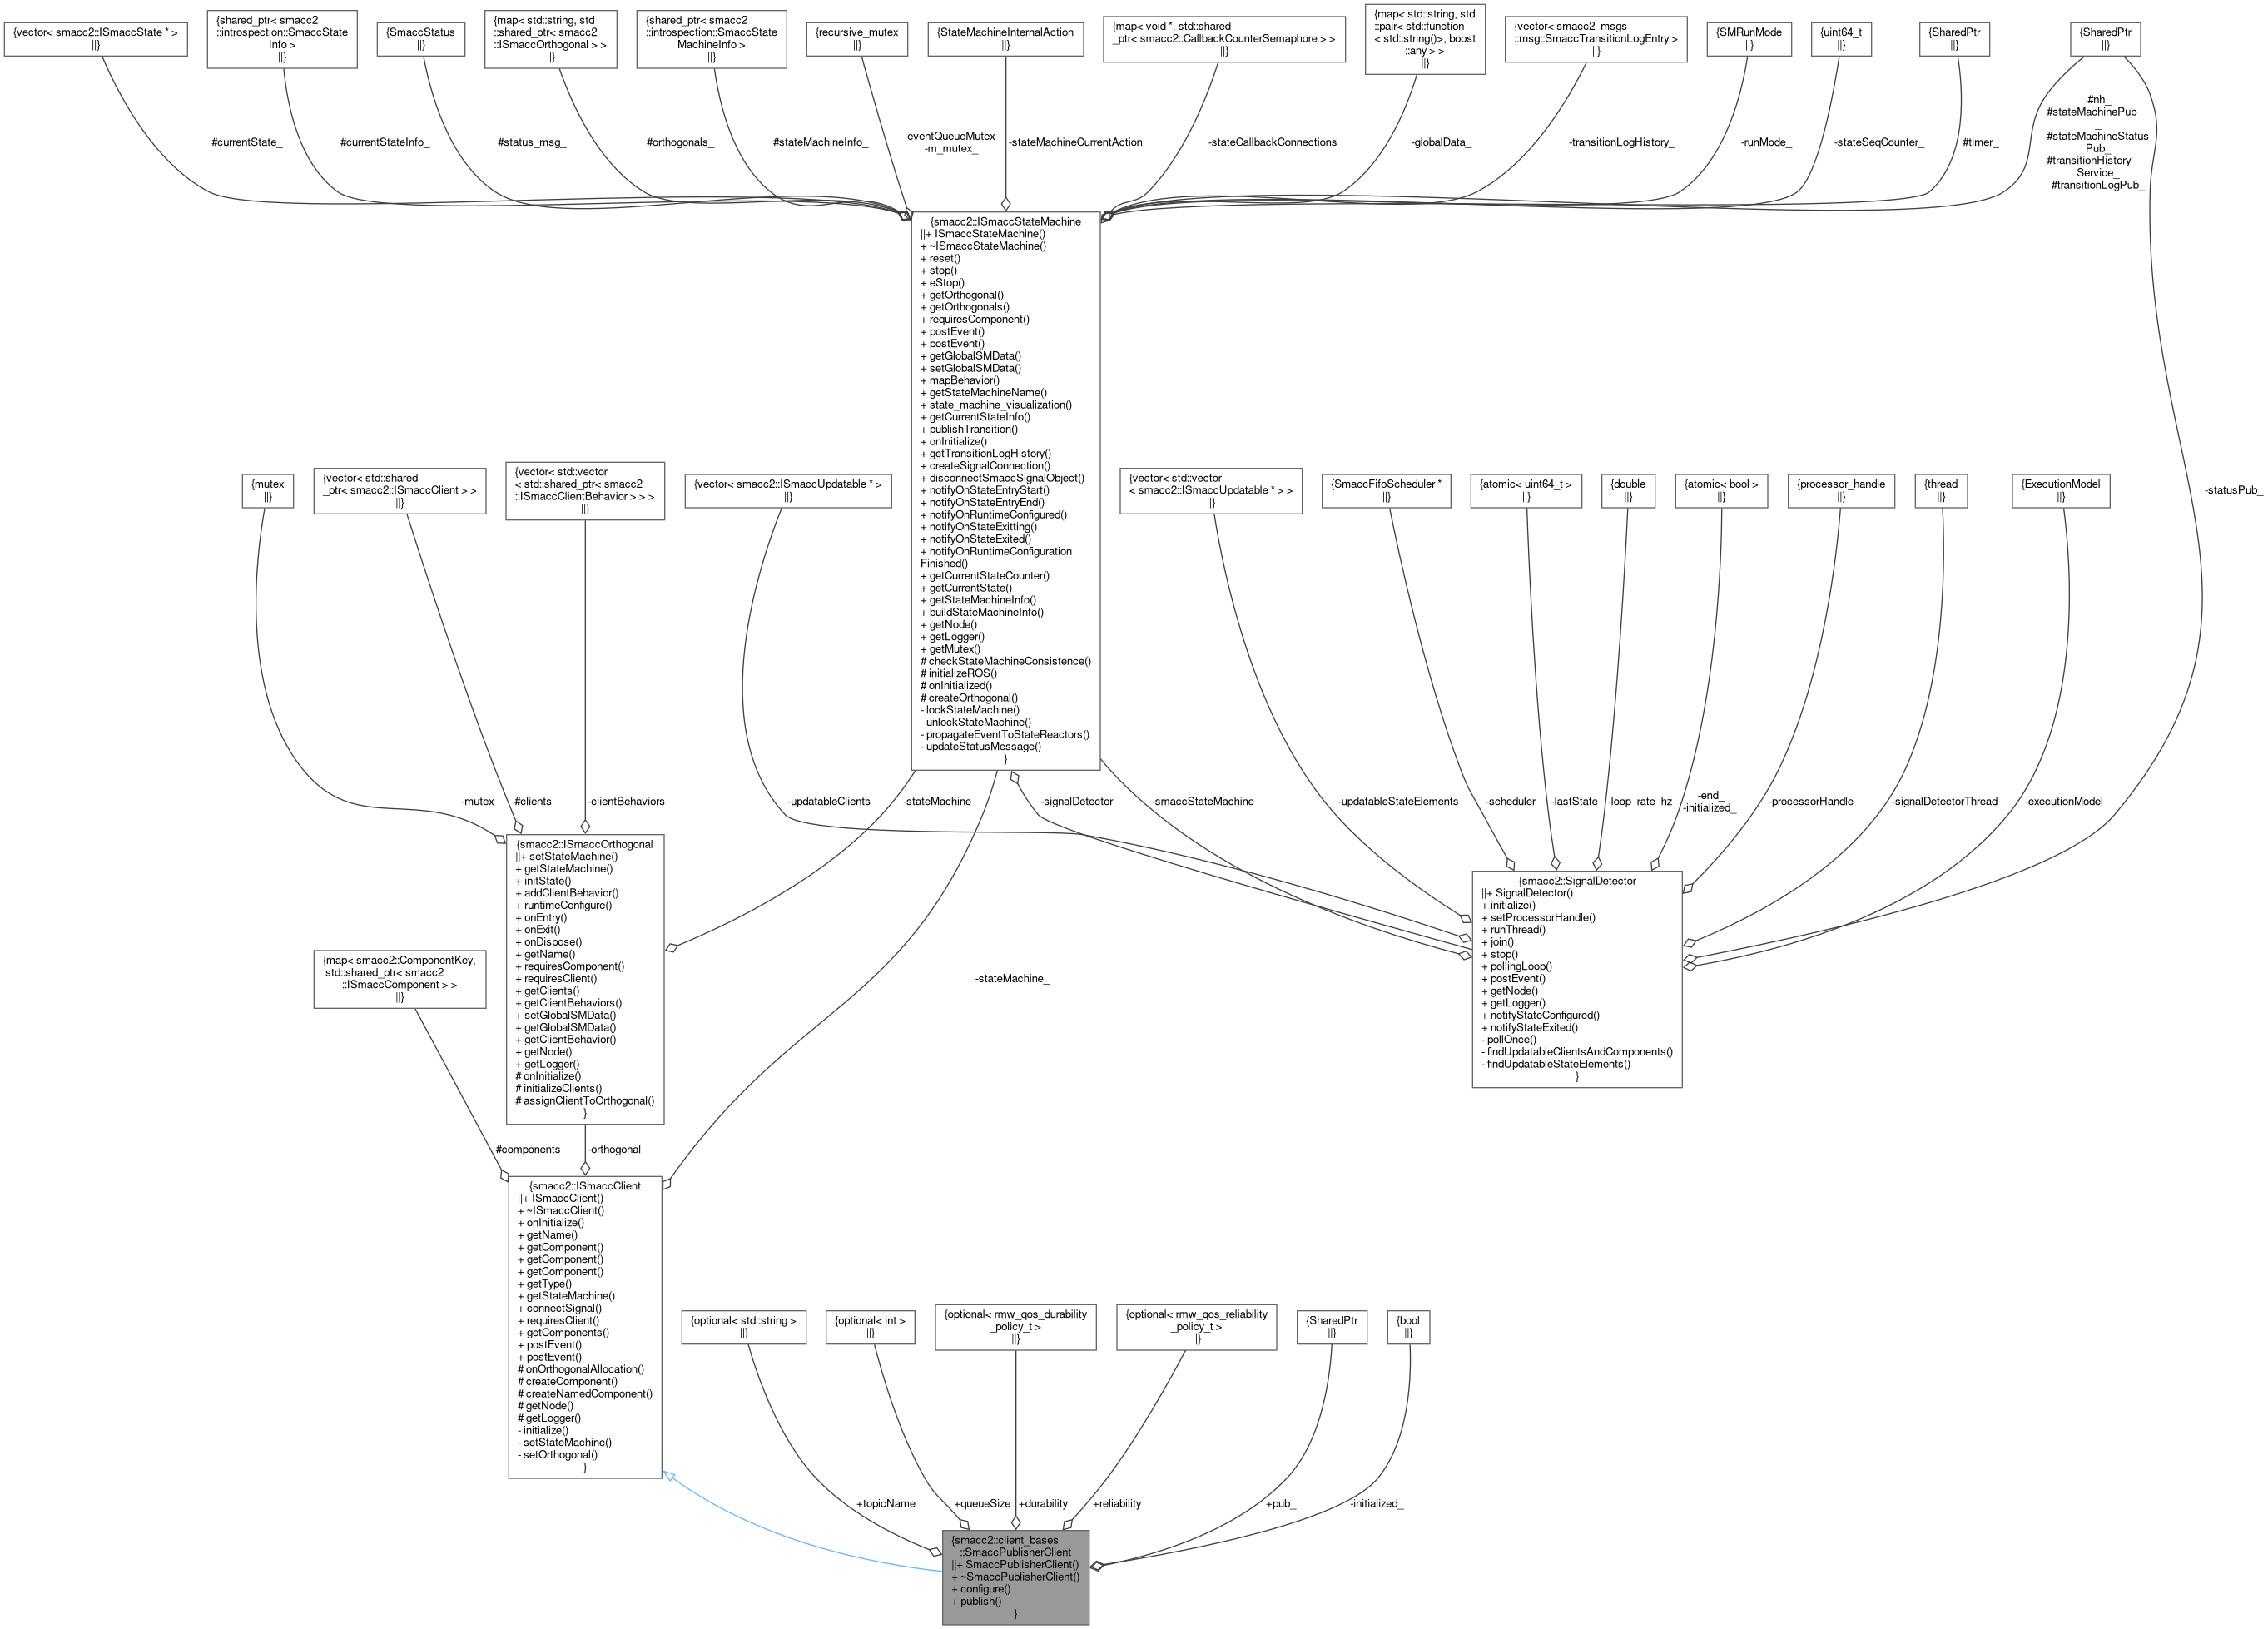 {vector< smacc2::ISmaccState * >
||}
{shared_ptr< smacc2
::introspection::SmaccState
Info >
||}
{SmaccStatus
||}
{map< std::string, std
::shared_ptr< smacc2
::ISmaccOrthogonal > >
||}
{shared_ptr< smacc2
::introspection::SmaccState
MachineInfo >
||}
{recursive_mutex
||}
{StateMachineInternalAction
||}
{map< void *, std::shared
_ptr< smacc2::CallbackCounterSemaphore > >
||}
{map< std::string, std
::pair< std::function
< std::string()>, boost
::any > >
||}
{vector< smacc2_msgs
::msg::SmaccTransitionLogEntry >
||}
{SMRunMode
||}
{uint64_t
||}
{SharedPtr
||}
{SharedPtr
||}
#currentState_
#currentStateInfo_
#status_msg_
#orthogonals_
#stateMachineInfo_
-eventQueueMutex_
-m_mutex_
-stateMachineCurrentAction
-stateCallbackConnections
-globalData_
-transitionLogHistory_
-runMode_
-stateSeqCounter_
#timer_
#nh_
#stateMachinePub
_
#stateMachineStatus
Pub_
#transitionHistory
Service_
#transitionLogPub_
{smacc2::ISmaccStateMachine
||+ ISmaccStateMachine()
+ ~ISmaccStateMachine()
+ reset()
+ stop()
+ eStop()
+ getOrthogonal()
+ getOrthogonals()
+ requiresComponent()
+ postEvent()
+ postEvent()
+ getGlobalSMData()
+ setGlobalSMData()
+ mapBehavior()
+ getStateMachineName()
+ state_machine_visualization()
+ getCurrentStateInfo()
+ publishTransition()
+ onInitialize()
+ getTransitionLogHistory()
+ createSignalConnection()
+ disconnectSmaccSignalObject()
+ notifyOnStateEntryStart()
+ notifyOnStateEntryEnd()
+ notifyOnRuntimeConfigured()
+ notifyOnStateExitting()
+ notifyOnStateExited()
+ notifyOnRuntimeConfiguration
Finished()
+ getCurrentStateCounter()
+ getCurrentState()
+ getStateMachineInfo()
+ buildStateMachineInfo()
+ getNode()
+ getLogger()
+ getMutex()
# checkStateMachineConsistence()
# initializeROS()
# onInitialized()
# createOrthogonal()
- lockStateMachine()
- unlockStateMachine()
- propagateEventToStateReactors()
- updateStatusMessage()
}
{mutex
||}
{vector< std::shared
_ptr< smacc2::ISmaccClient > >
||}
{vector< std::vector
< std::shared_ptr< smacc2
::ISmaccClientBehavior > > >
||}
{vector< smacc2::ISmaccUpdatable * >
||}
{vector< std::vector
< smacc2::ISmaccUpdatable * > >
||}
{SmaccFifoScheduler *
||}
{atomic< uint64_t >
||}
{double
||}
{atomic< bool >
||}
{processor_handle
||}
{thread
||}
{ExecutionModel
||}
-statusPub_
-mutex_
#clients_
-clientBehaviors_
-updatableClients_
-stateMachine_
-signalDetector_
-smaccStateMachine_
-updatableStateElements_
-scheduler_
-lastState_
-loop_rate_hz
-end_
-initialized_
-processorHandle_
-signalDetectorThread_
-executionModel_
{smacc2::ISmaccOrthogonal
||+ setStateMachine()
+ getStateMachine()
+ initState()
+ addClientBehavior()
+ runtimeConfigure()
+ onEntry()
+ onExit()
+ onDispose()
+ getName()
+ requiresComponent()
+ requiresClient()
+ getClients()
+ getClientBehaviors()
+ setGlobalSMData()
+ getGlobalSMData()
+ getClientBehavior()
+ getNode()
+ getLogger()
# onInitialize()
# initializeClients()
# assignClientToOrthogonal()
}
{smacc2::SignalDetector
||+ SignalDetector()
+ initialize()
+ setProcessorHandle()
+ runThread()
+ join()
+ stop()
+ pollingLoop()
+ postEvent()
+ getNode()
+ getLogger()
+ notifyStateConfigured()
+ notifyStateExited()
- pollOnce()
- findUpdatableClientsAndComponents()
- findUpdatableStateElements()
}
{map< smacc2::ComponentKey,
std::shared_ptr< smacc2
::ISmaccComponent > >
||}
-stateMachine_
#components_
-orthogonal_
{smacc2::ISmaccClient
||+ ISmaccClient()
+ ~ISmaccClient()
+ onInitialize()
+ getName()
+ getComponent()
+ getComponent()
+ getComponent()
+ getType()
+ getStateMachine()
+ connectSignal()
+ requiresClient()
+ getComponents()
+ postEvent()
+ postEvent()
# onOrthogonalAllocation()
# createComponent()
# createNamedComponent()
# getNode()
# getLogger()
- initialize()
- setStateMachine()
- setOrthogonal()
}
{optional< std::string >
||}
{optional< int >
||}
{optional< rmw_qos_durability
_policy_t >
||}
{optional< rmw_qos_reliability
_policy_t >
||}
{SharedPtr
||}
{bool
||}
+topicName
+queueSize
+durability
+reliability
+pub_
-initialized_
{smacc2::client_bases
::SmaccPublisherClient
||+ SmaccPublisherClient()
+ ~SmaccPublisherClient()
+ configure()
+ publish()
}